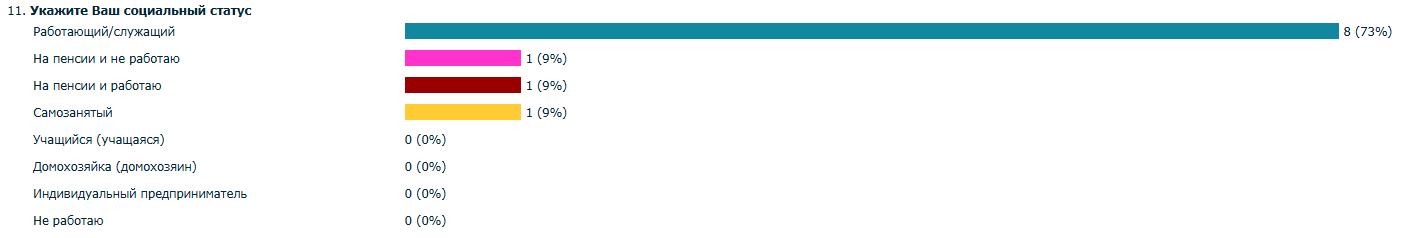 11. Укажите Ваш социальный статус
Работающий/служащий 8 (73%)
На пенсии и не работаю 1 (9%)
На пенсии и работаю 1 (9%)
Самозанятый 1 (9%)
Учащийся (учащаяся) 0 (0%)
Домохозяйка (домохозяин) 0 (0%)
Индивидуальный предприниматель 0 (0%)
Не работаю 0 (0%)